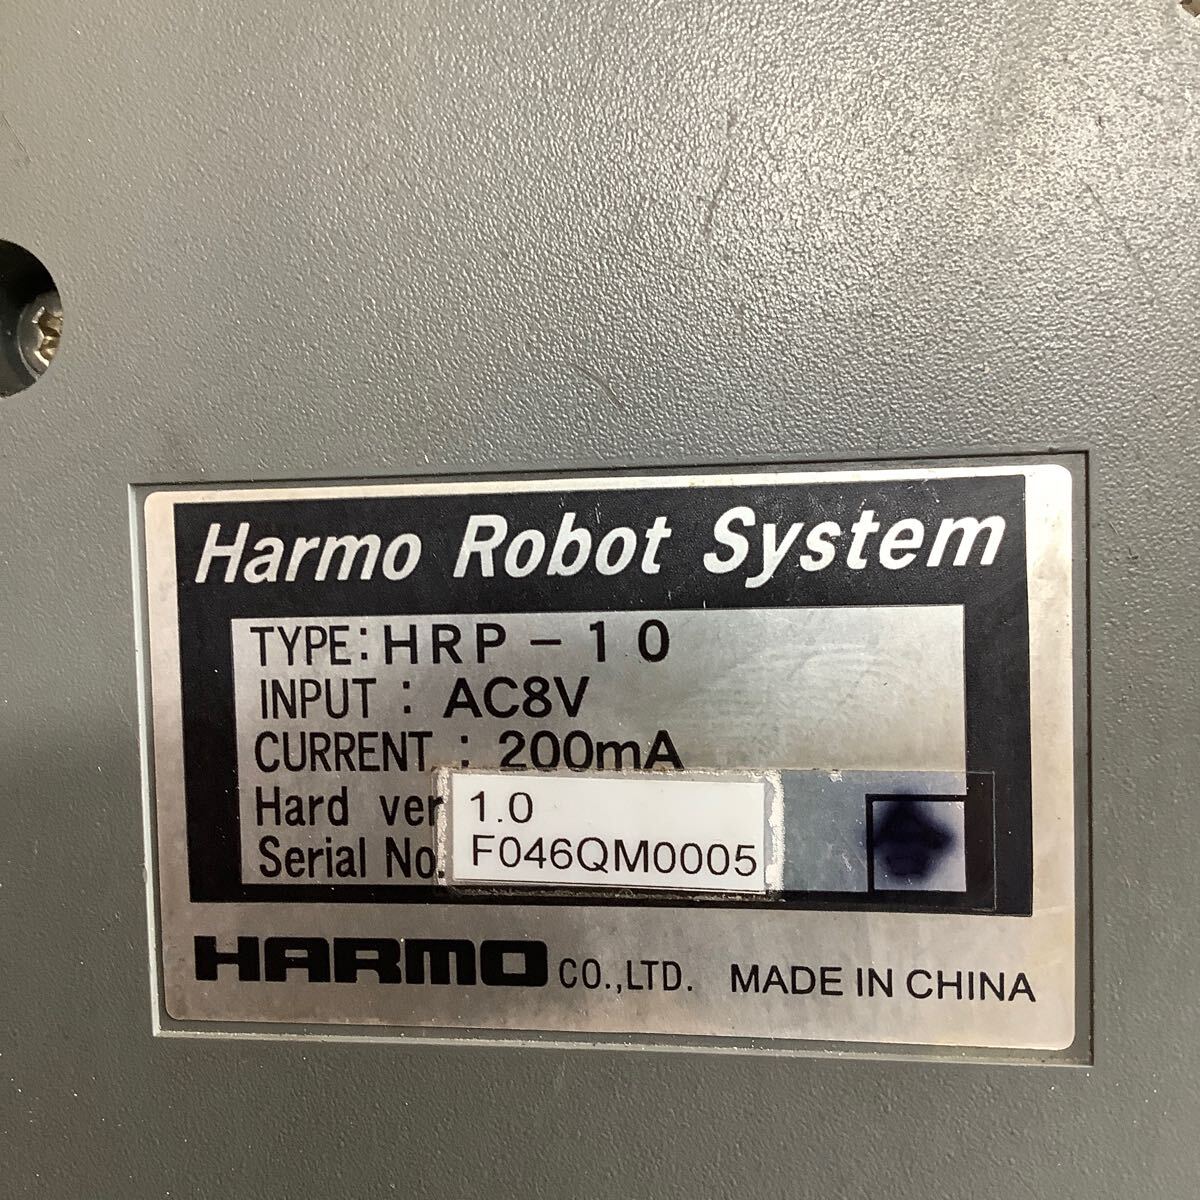 Harmo Robot System
TYPE: HRP-10
INPUT : AC8V
CURRENT : 200mA
Hard ver 1.0
Serial No. F046QM0005
HARMO CO.,LTD. MADE IN CHINA